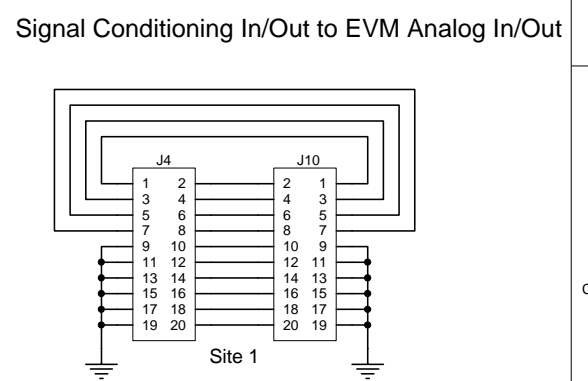 Signal Conditioning In/Out to EVM Analog In/Out
J4 J10
1 2 2 1
3 4 4 3
5 6 6 5
7 8 8 7
9 10 10 9
11 12 12 11
13 14 14 13
15 16 16 15
17 18 18 17
19 20 20 19
Site 1